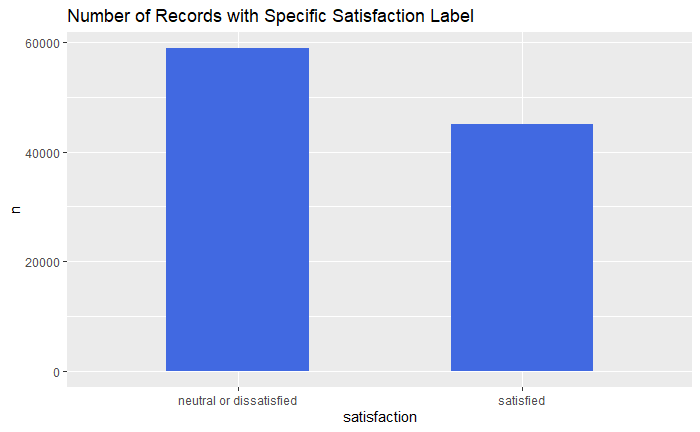 Number of Records with Specific Satisfaction Label
60000
40000
20000
0
n
neutral or dissatisfied
satisfied
satisfaction